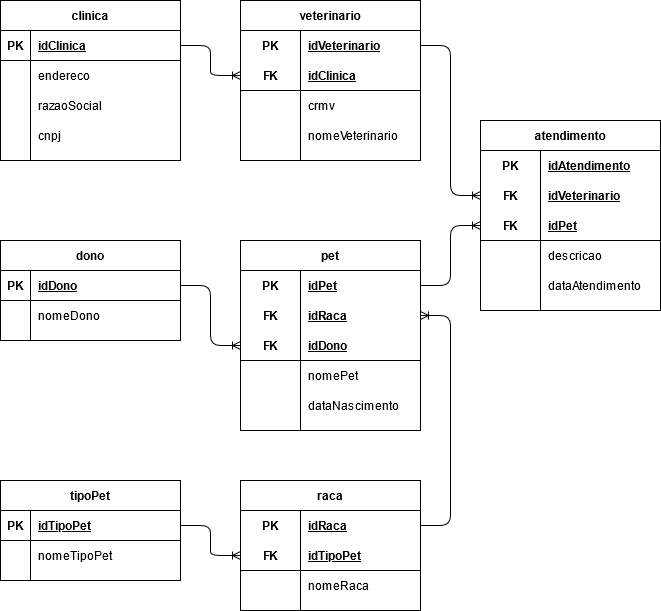 clinica
PK idClinica
endereco
razaoSocial
cnpj
veterinario
PK idVeterinario
FK idClinica
crmv
nomeVeterinario
atendimento
PK idAtendimento
FK idVeterinario
FK idPet
descricao
dataAtendimento
dono
PK idDono
nomeDono
pet
PK idPet
FK idRaca
FK idDono
nomePet
dataNascimento
tipoPet
PK idTipoPet
nomeTipoPet
raca
PK idRaca
FK idTipoPet
nomeRaca